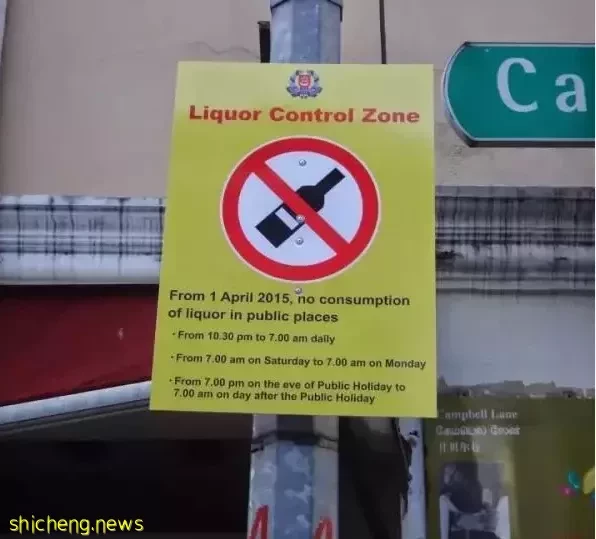 Ca
Liquor Control Zone
From 1 April 2015, no consumption
of liquor in public places
· From 10.30 pm to 7.00 am daily
· From 7.00 am on Saturday to 7.00 am on Monday
· From 7.00 pm on the eve of Public Holiday to
7.00 am on day after the Public Holiday
Campbell Lane
shicheng.news